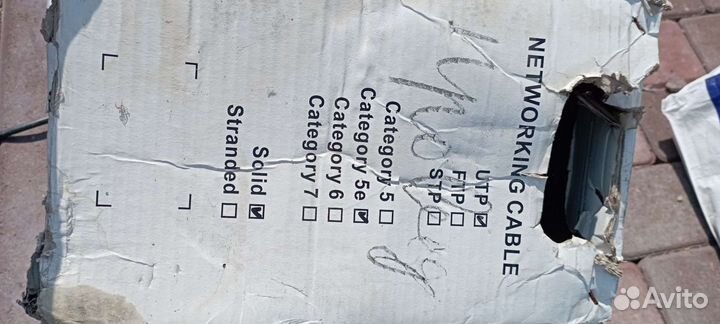 NETWORKING CABLE
UTP ☑
FTP ☐
STP ☐
Category 5 ☐
Category 5e ☑
Category 6 ☐
Category 7 ☐
Solid ☑
Stranded ☐
Avito